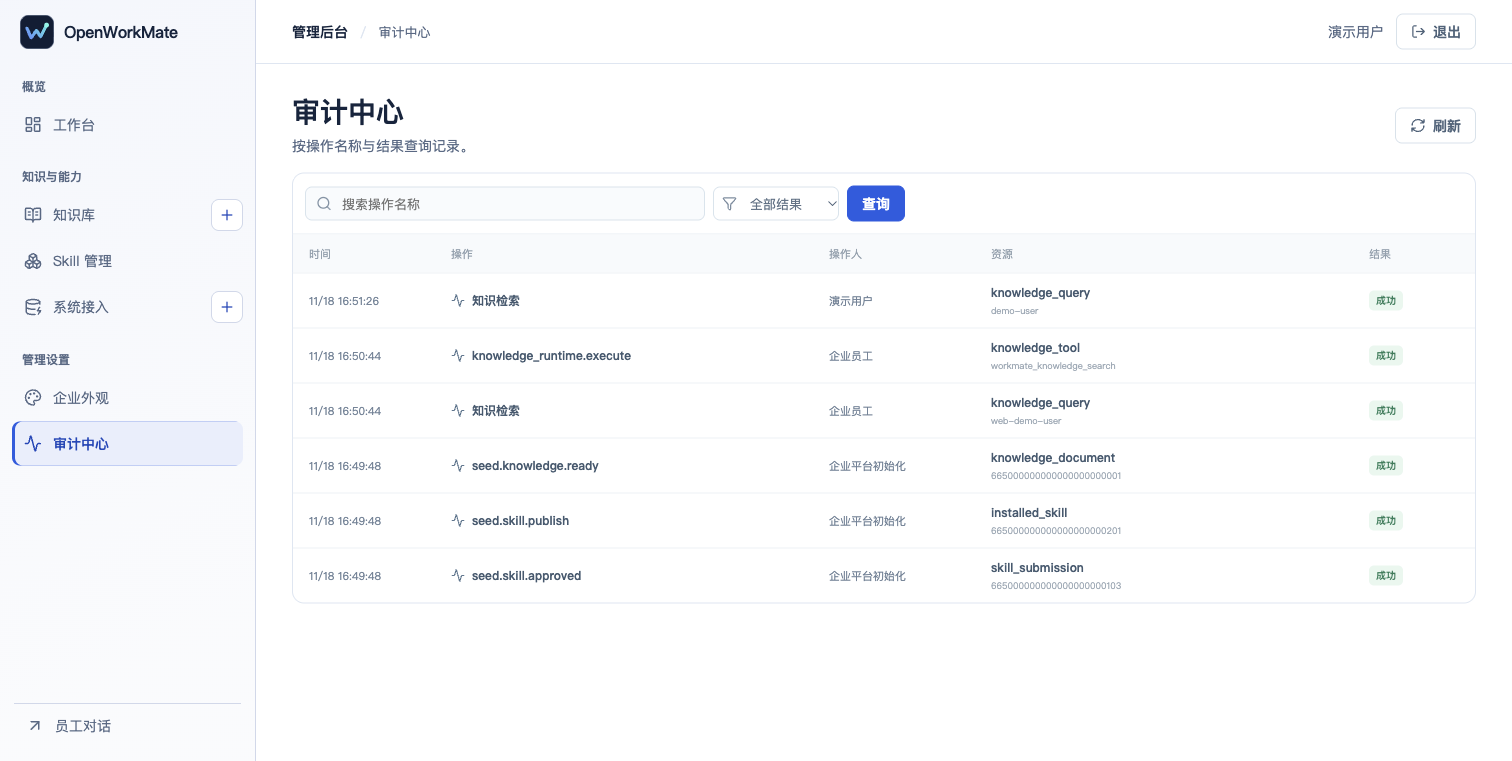 OpenWorkMate
概览
工作台
知识与能力
知识库
Skill 管理
系统接入
管理设置
企业外观
审计中心
员工对话
管理后台 / 审计中心
演示用户
退出
审计中心
按操作名称与结果查询记录。
刷新
搜索操作名称
全部结果
查询
时间 操作 操作人 资源 结果
11/18 16:51:26 知识检索 演示用户 knowledge_query 成功
demo-user
11/18 16:50:44 knowledge_runtime.execute 企业员工 knowledge_tool 成功
workmate_knowledge_search
11/18 16:50:44 知识检索 企业员工 knowledge_query 成功
web-demo-user
11/18 16:49:48 seed.knowledge.ready 企业平台初始化 knowledge_document 成功
665000000000000000000001
11/18 16:49:48 seed.skill.publish 企业平台初始化 installed_skill 成功
665000000000000000000201
11/18 16:49:48 seed.skill.approved 企业平台初始化 skill_submission 成功
665000000000000000000103